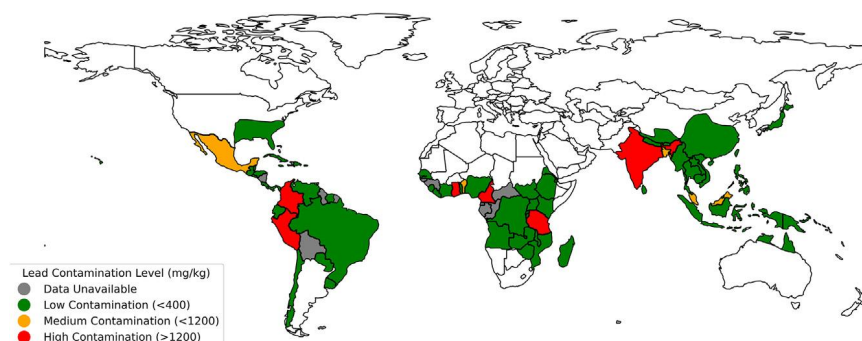 Lead Contamination Level (mg/kg)
Data Unavailable
Low Contamination (<400)
Medium Contamination (<1200)
High Contamination (>1200)